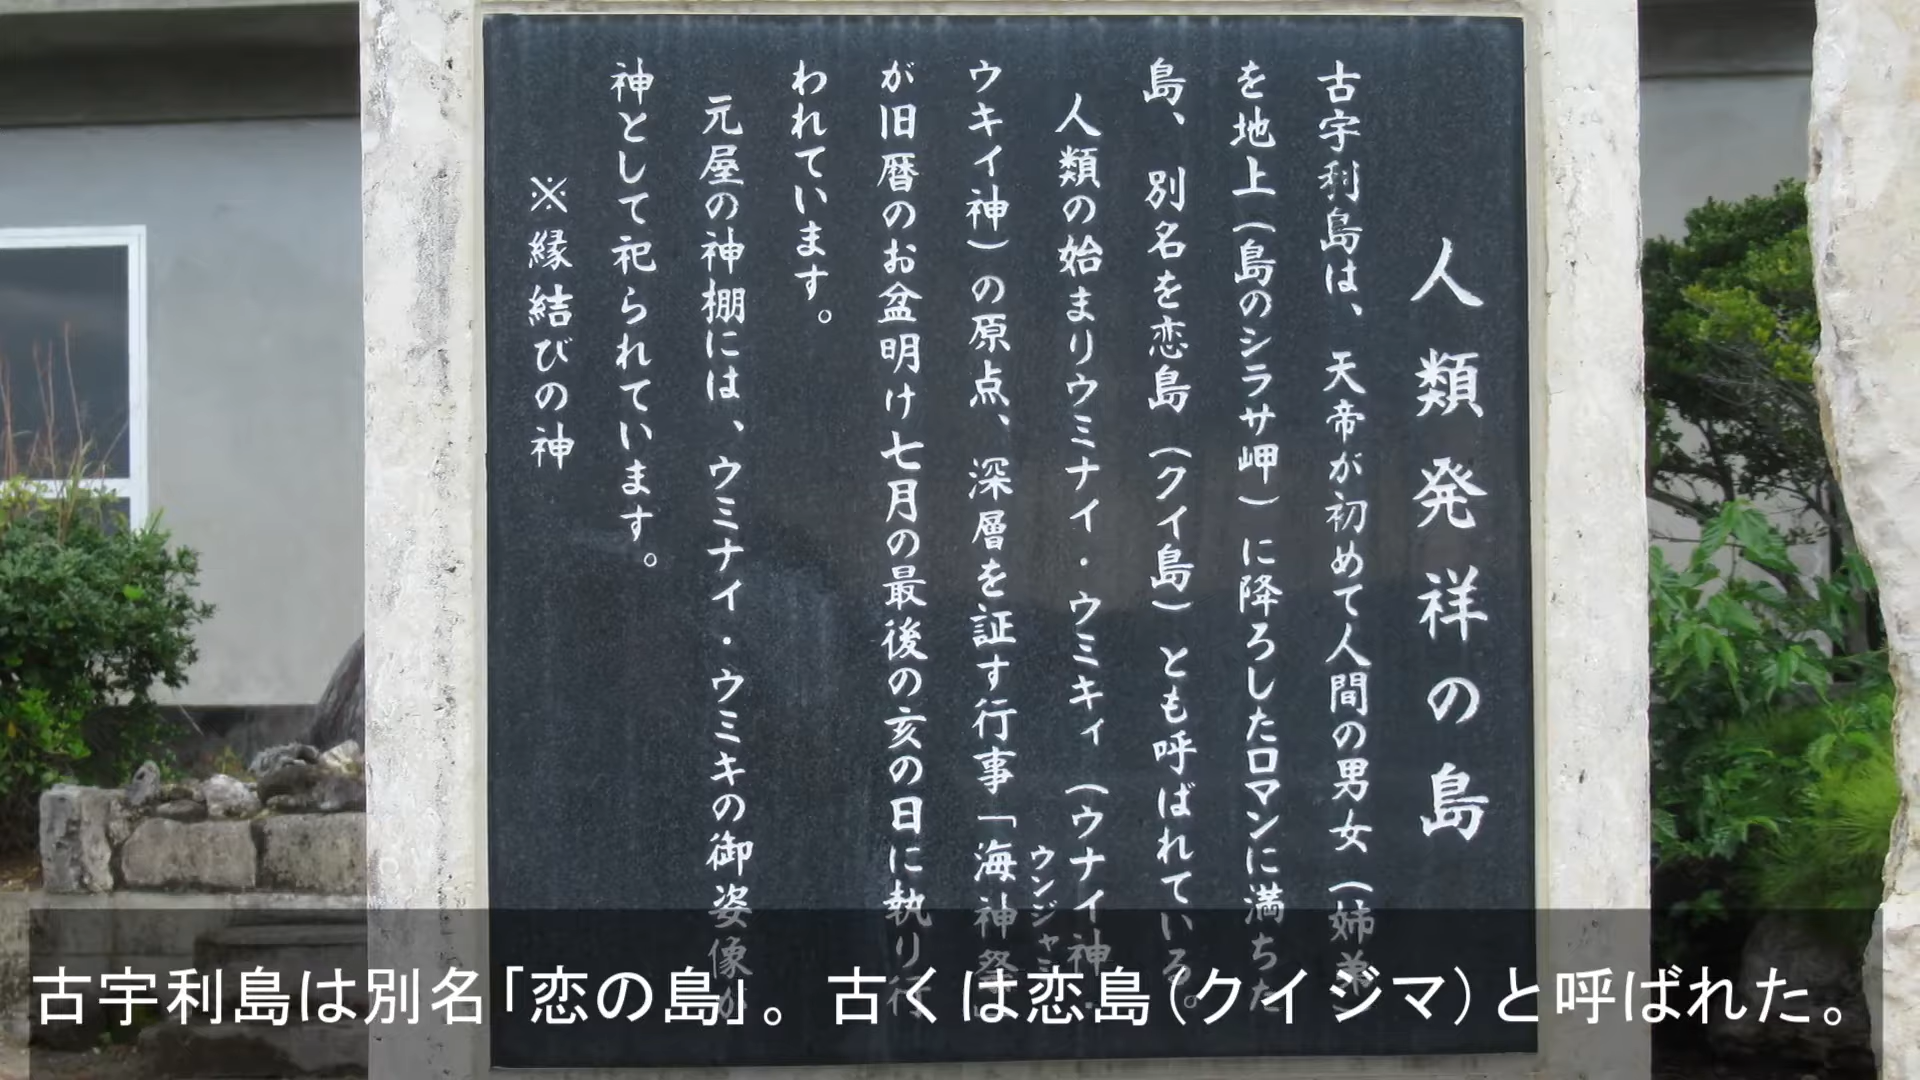 人類発祥の島
古宇利島は、天帝が初めて人間の男女（姉弟）
を地上（島のシラサ岬）に降ろしたロマンに満ちた
島、別名を恋島（クイ島）とも呼ばれている。
人類の始まりウミナイ・ウミキィ（ウナイ神・
ウキイ神）の原点、深層を証す行事「海神祭」
ウンジャミ
が旧暦のお盆明け七月の最後の亥の日に執り行
われています。
元屋の神棚には、ウミナイ・ウミキの御姿像が
神として祀られています。
※縁結びの神
古宇利島は別名｢恋の島｣。古くは恋島(クイジマ)と呼ばれた。